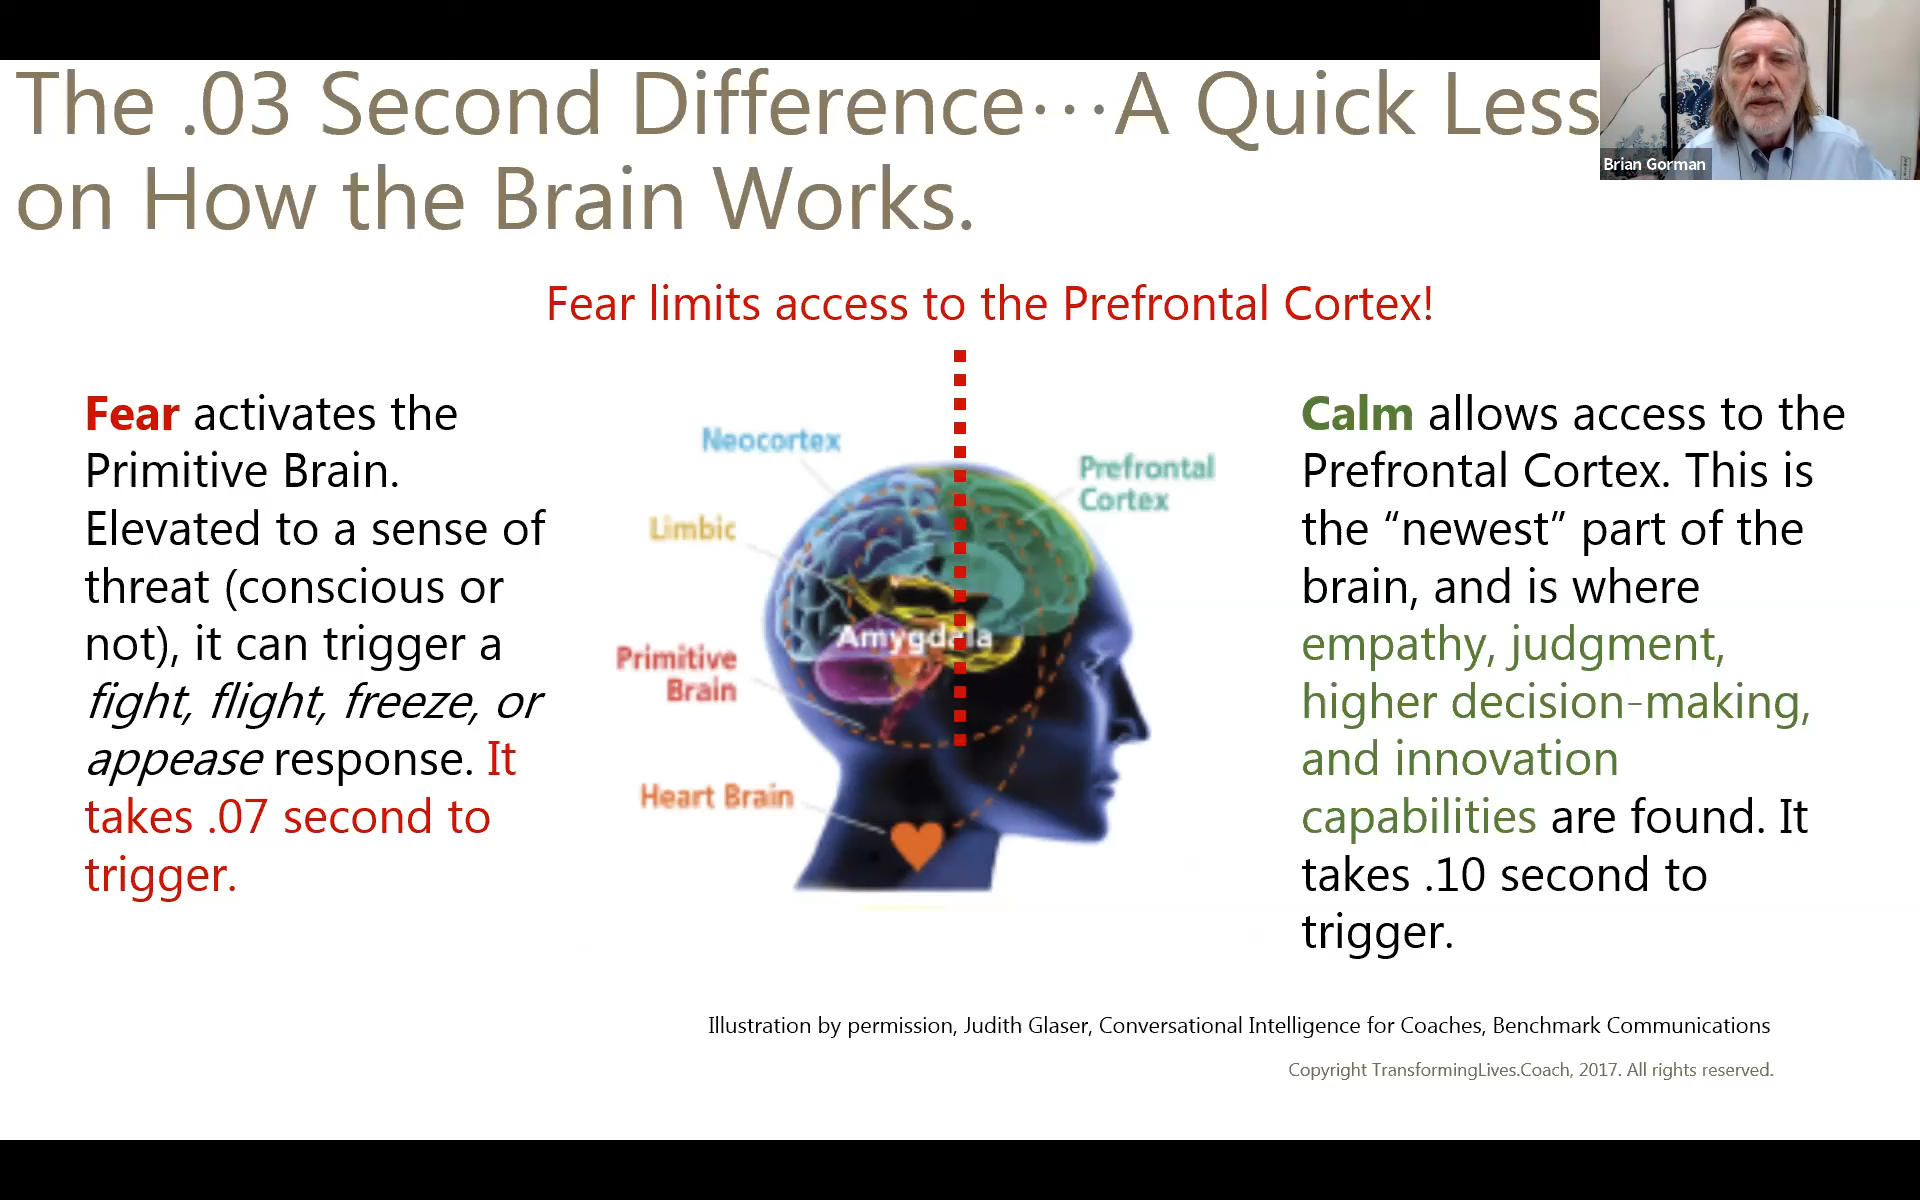 The .03 Second Difference…A Quick Less
on How the Brain Works.
Brian Gorman
Fear limits access to the Prefrontal Cortex!
Fear activates the
Primitive Brain.
Elevated to a sense of
threat (conscious or
not), it can trigger a
fight, flight, freeze, or
appease response. It
takes .07 second to
trigger.
Neocortex
Limbic
Primitive
Brain
Heart Brain
Amygdala
Prefrontal
Cortex
Calm allows access to the
Prefrontal Cortex. This is
the “newest” part of the
brain, and is where
empathy, judgment,
higher decision-making,
and innovation
capabilities are found. It
takes .10 second to
trigger.
Illustration by permission, Judith Glaser, Conversational Intelligence for Coaches, Benchmark Communications
Copyright TransformingLives.Coach, 2017. All rights reserved.